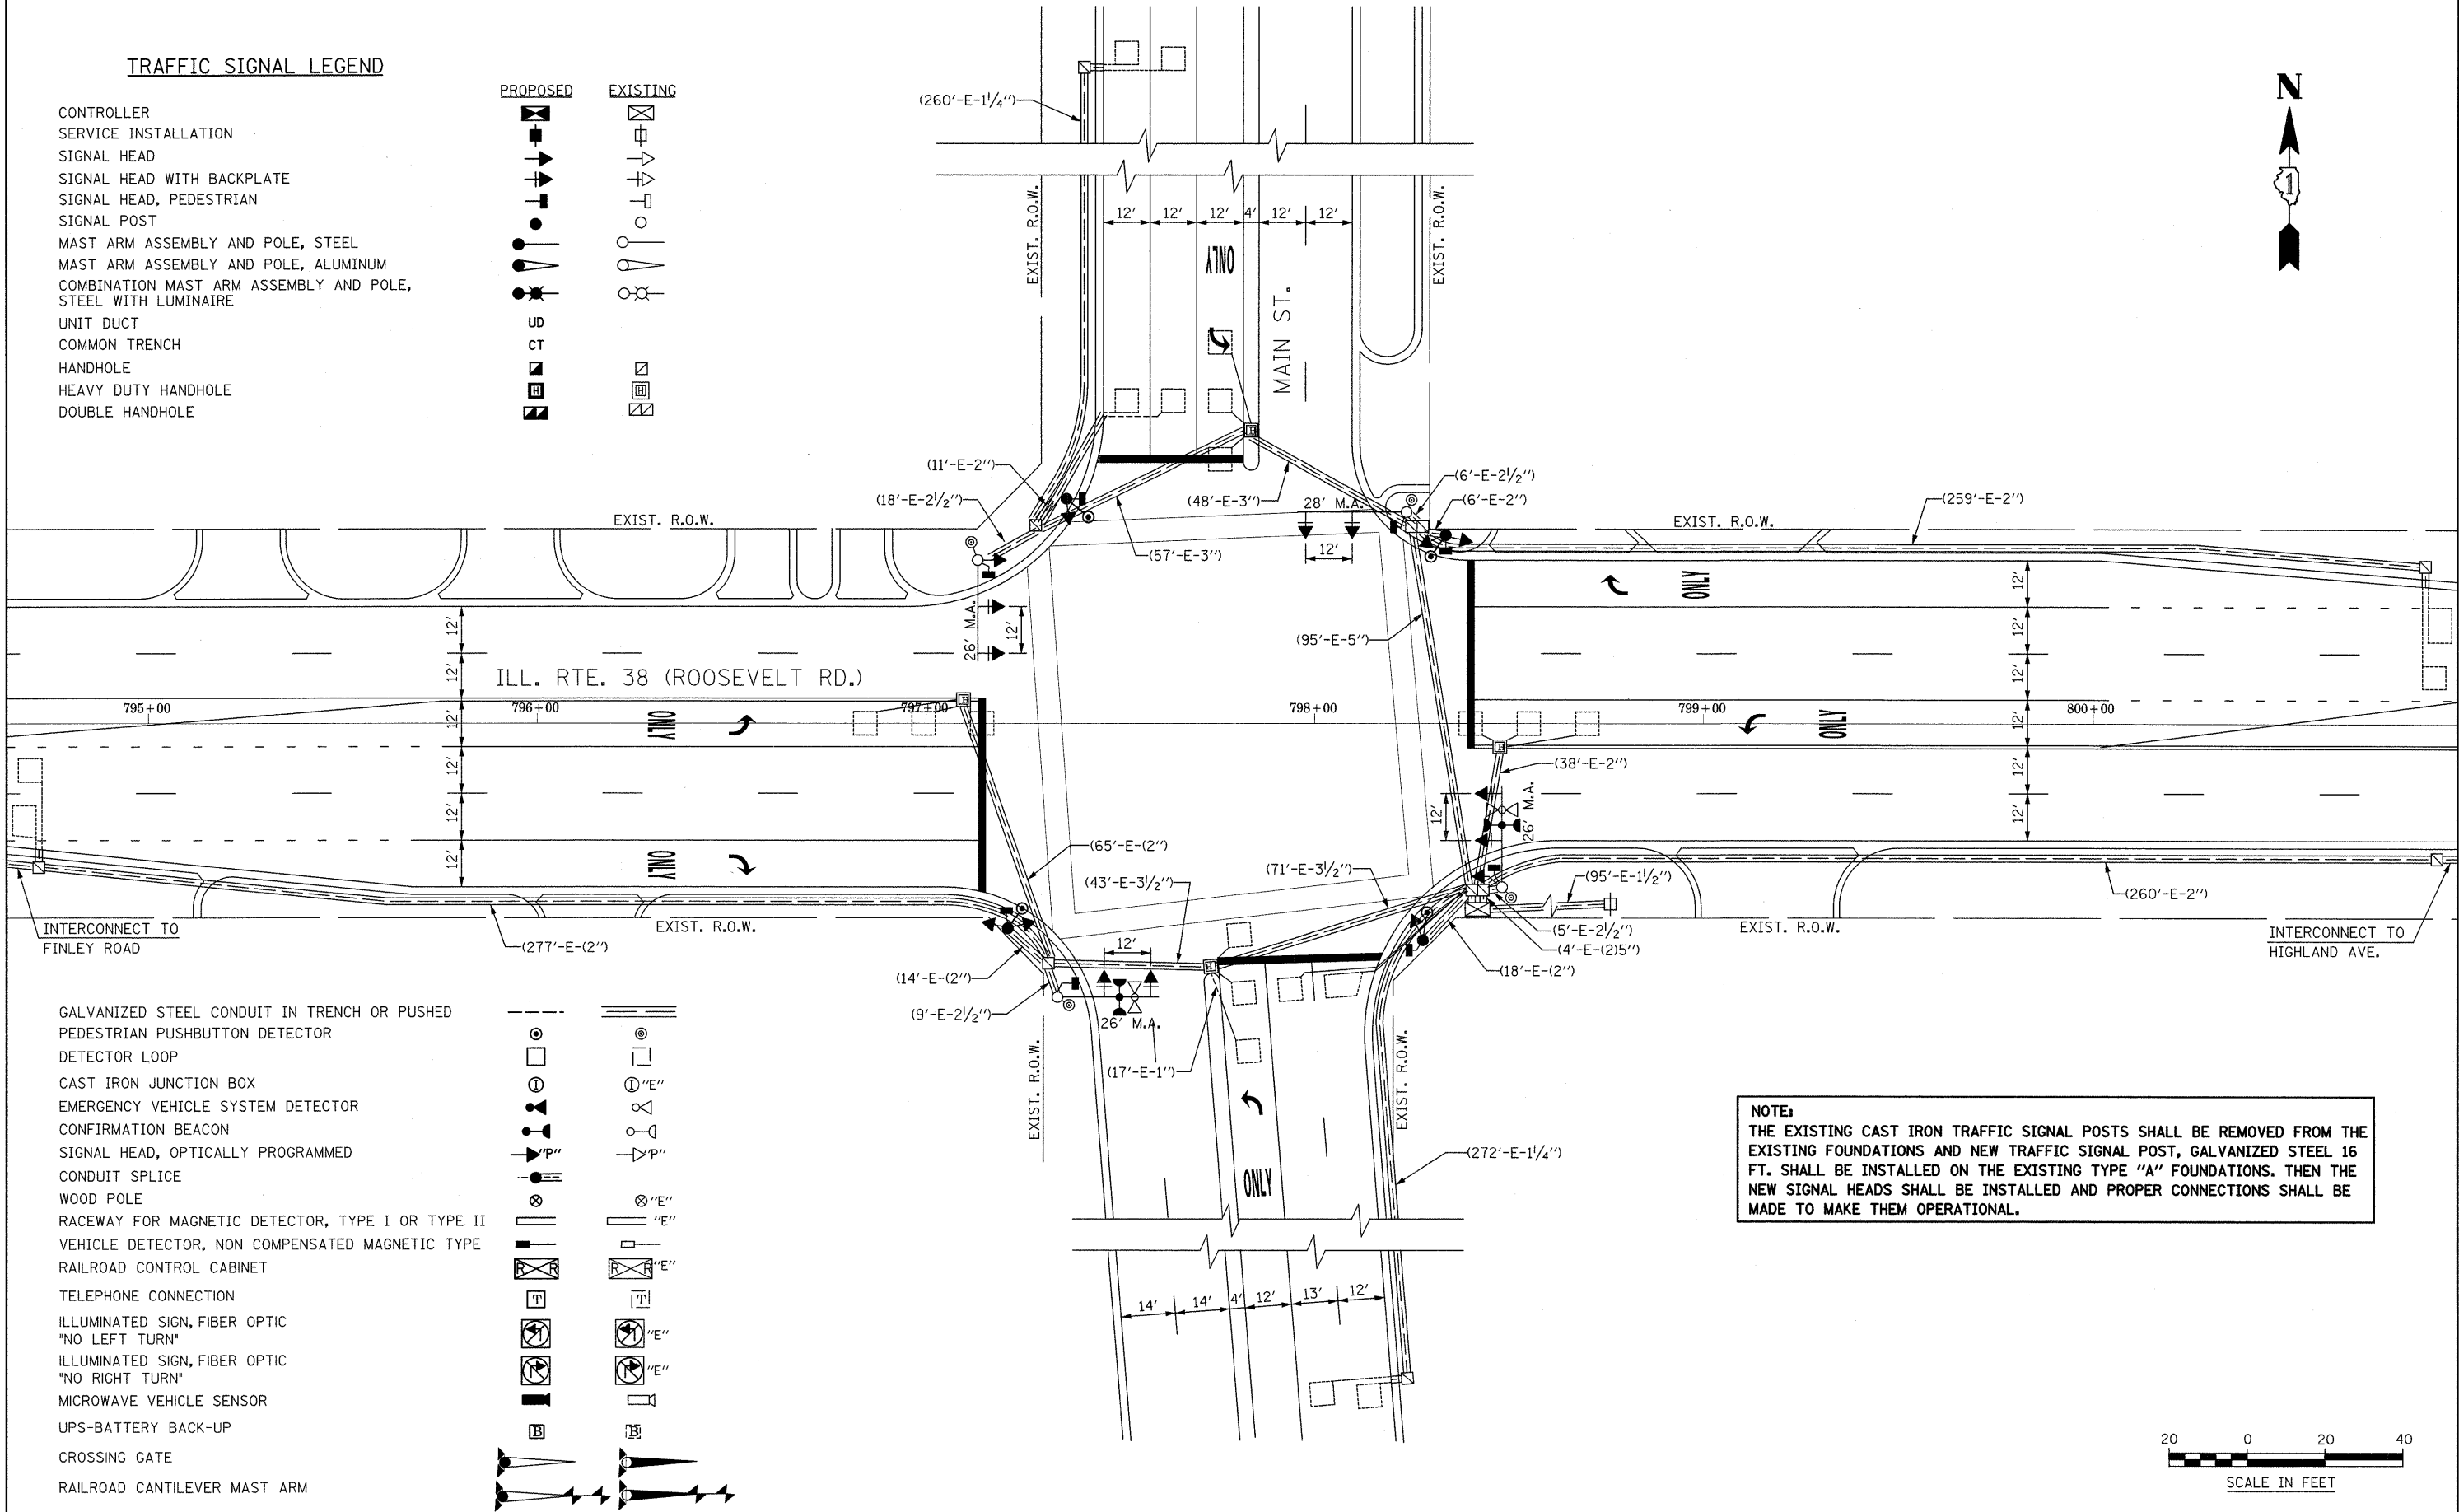 TRAFFIC SIGNAL LEGEND
PROPOSED EXISTING
CONTROLLER
SERVICE INSTALLATION
SIGNAL HEAD
SIGNAL HEAD WITH BACKPLATE
SIGNAL HEAD, PEDESTRIAN
SIGNAL POST
MAST ARM ASSEMBLY AND POLE, STEEL
MAST ARM ASSEMBLY AND POLE, ALUMINUM
COMBINATION MAST ARM ASSEMBLY AND POLE,
STEEL WITH LUMINAIRE
UNIT DUCT UD
COMMON TRENCH CT
HANDHOLE
HEAVY DUTY HANDHOLE H H
DOUBLE HANDHOLE
(260'-E-1¼")
N
1
EXIST. R.O.W.
EXIST. R.O.W.
12' 12' 12' 4' 12' 12'
ONLY
MAIN ST.
(11'-E-2")
(18'-E-2½")
(48'-E-3")
28' M.A.
(6'-E-2½")
(6'-E-2")
(259'-E-2")
EXIST. R.O.W.
EXIST. R.O.W.
(57'-E-3")
12'
ONLY
12'
12'
12'
12'
12'
12'
12'
26' M.A.
12'
(95'-E-5")
ILL. RTE. 38 (ROOSEVELT RD.)
795+00 796+00 797+00 798+00 799+00 800+00
ONLY
ONLY
12'
12'
12'
12'
12'
(38'-E-2")
12'
26' M.A.
ONLY
(65'-E-(2")
(43'-E-3½")
(71'-E-3½")
(95'-E-1½")
(260'-E-2")
INTERCONNECT TO
FINLEY ROAD
(277'-E-(2")
EXIST. R.O.W.
12'
(5'-E-2½")
(4'-E-(2)5")
(18'-E-(2")
EXIST. R.O.W.
INTERCONNECT TO
HIGHLAND AVE.
(14'-E-(2")
(9'-E-2½")
26' M.A.
(17'-E-1")
EXIST. R.O.W.
EXIST. R.O.W.
ONLY
(272'-E-1¼")
14' 14' 4' 12' 13' 12'
GALVANIZED STEEL CONDUIT IN TRENCH OR PUSHED
PEDESTRIAN PUSHBUTTON DETECTOR
DETECTOR LOOP
CAST IRON JUNCTION BOX I I "E"
EMERGENCY VEHICLE SYSTEM DETECTOR
CONFIRMATION BEACON
SIGNAL HEAD, OPTICALLY PROGRAMMED "P" "P"
CONDUIT SPLICE
WOOD POLE "E"
RACEWAY FOR MAGNETIC DETECTOR, TYPE I OR TYPE II "E"
VEHICLE DETECTOR, NON COMPENSATED MAGNETIC TYPE
RAILROAD CONTROL CABINET R R R R "E"
TELEPHONE CONNECTION T T
ILLUMINATED SIGN, FIBER OPTIC
"NO LEFT TURN" "E"
ILLUMINATED SIGN, FIBER OPTIC
"NO RIGHT TURN" "E"
MICROWAVE VEHICLE SENSOR
UPS-BATTERY BACK-UP B B
CROSSING GATE
RAILROAD CANTILEVER MAST ARM
NOTE:
THE EXISTING CAST IRON TRAFFIC SIGNAL POSTS SHALL BE REMOVED FROM THE
EXISTING FOUNDATIONS AND NEW TRAFFIC SIGNAL POST, GALVANIZED STEEL 16
FT. SHALL BE INSTALLED ON THE EXISTING TYPE "A" FOUNDATIONS. THEN THE
NEW SIGNAL HEADS SHALL BE INSTALLED AND PROPER CONNECTIONS SHALL BE
MADE TO MAKE THEM OPERATIONAL.
20 0 20 40
SCALE IN FEET